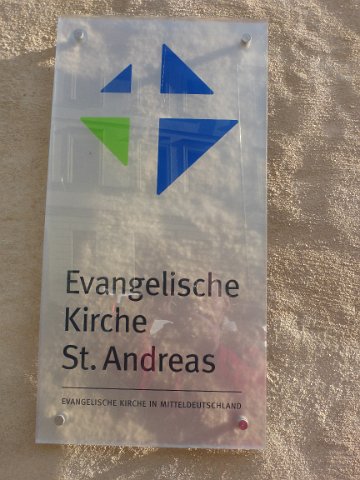 Evangelische
Kirche
St. Andreas
EVANGELISCHE KIRCHE IN MITTELDEUTSCHLAND